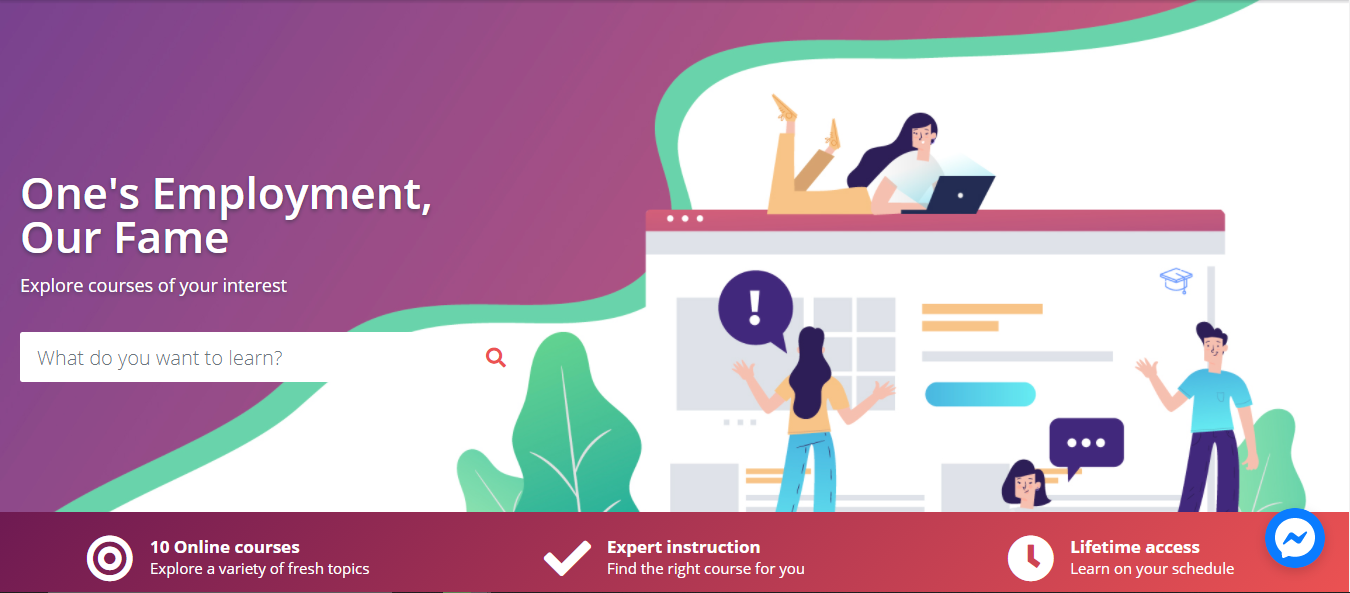 One's Employment,
Our Fame
Explore courses of your interest
What do you want to learn?
!
10 Online courses
Explore a variety of fresh topics
Expert instruction
Find the right course for you
Lifetime access
Learn on your schedule